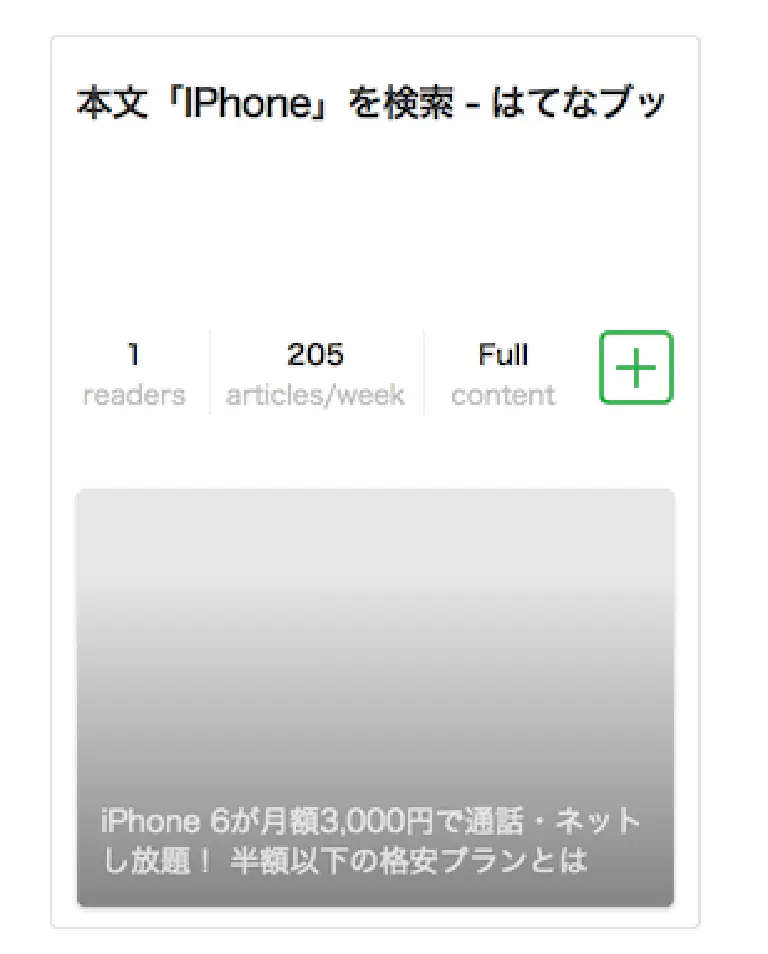 本文「IPhone」を検索 - はてなブッ
1
readers
205
articles/week
Full
content
iPhone 6が月額3,000円で通話・ネット
し放題！ 半額以下の格安プランとは